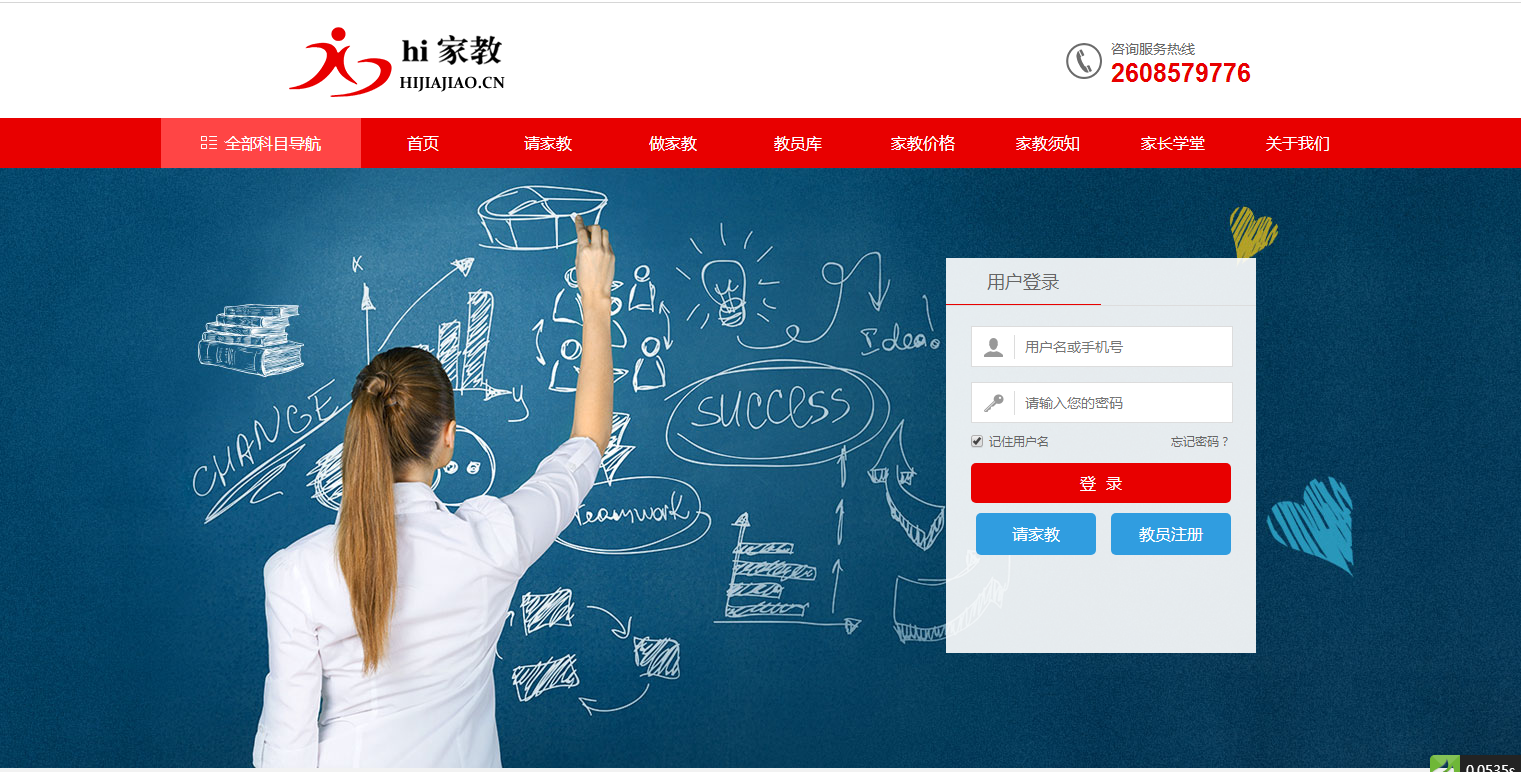 hi 家教
HIJIAJIAO.CN
咨询服务热线
2608579776
全部科目导航 首页 请家教 做家教 教员库 家教价格 家教须知 家长学堂 关于我们
K
y
CHANGE
Idea
SUCCESS
Teamwork
用户登录
用户名或手机号
请输入您的密码
记住用户名 忘记密码？
登 录
请家教 教员注册
0.0535s